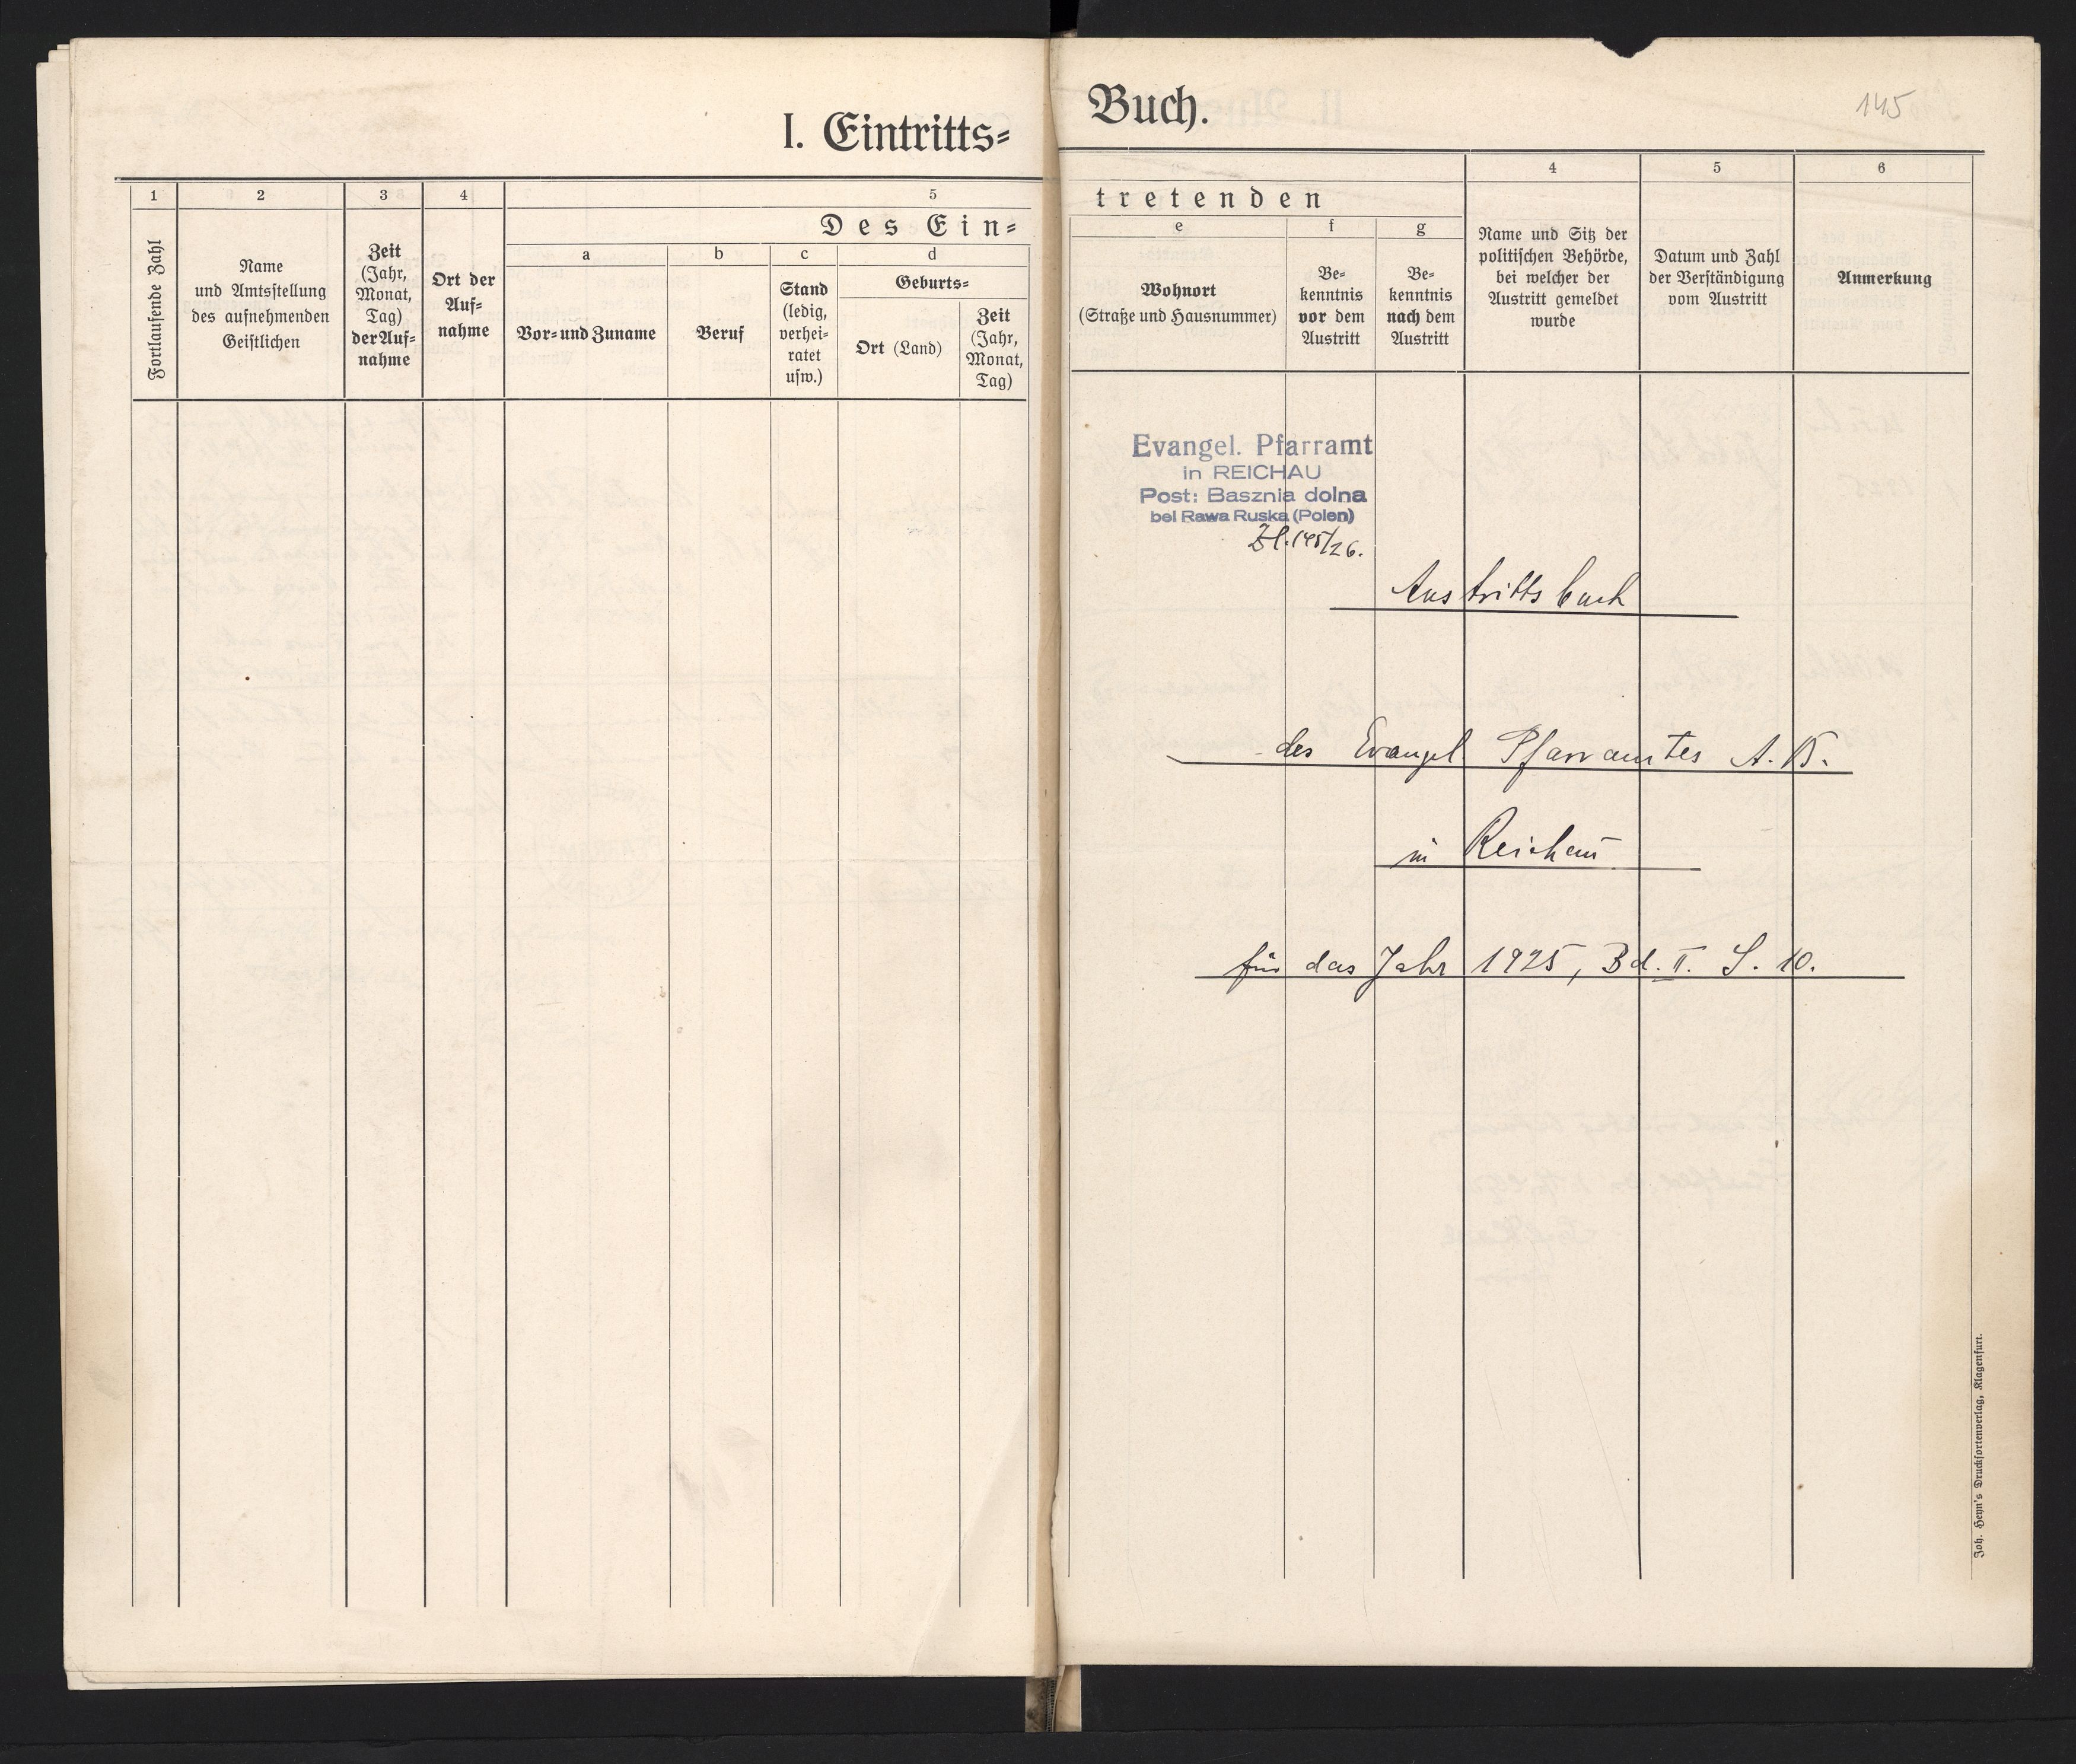 I. Eintritts-
1
2
3
4
5
Des Ein-
Fortlaufende Zahl
Name
und Amtsstellung
des aufnehmenden
Geistlichen
Zeit
(Jahr,
Monat,
Tag)
der Auf-
nahme
Ort der
Auf-
nahme
a
Vor- und Zuname
b
Beruf
c
Stand
(ledig,
verhei-
ratet
usw.)
d
Geburts-
Ort (Land)
Zeit
(Jahr,
Monat,
Tag)
Buch.
145
tretenden
e
Wohnort
(Straße und Hausnummer)
f
Be-
kenntnis
vor dem
Austritt
g
Be-
kenntnis
nach dem
Austritt
4
Name und Sitz der
politischen Behörde,
bei welcher der
Austritt gemeldet
wurde
5
Datum und Zahl
der Verständigung
vom Austritt
6
Anmerkung
Evangel. Pfarramt
in REICHAU
Post: Basznia dolna
bei Rawa Ruska (Polen)
Zl. 145/26.
Austrittsbuch
des Evangel. Pfarramtes A. B.
in Reichau
für das Jahr 1925, Bd. II. S. 10.
Joh. Heyn's Drucksortenverlag, Klagenfurt.